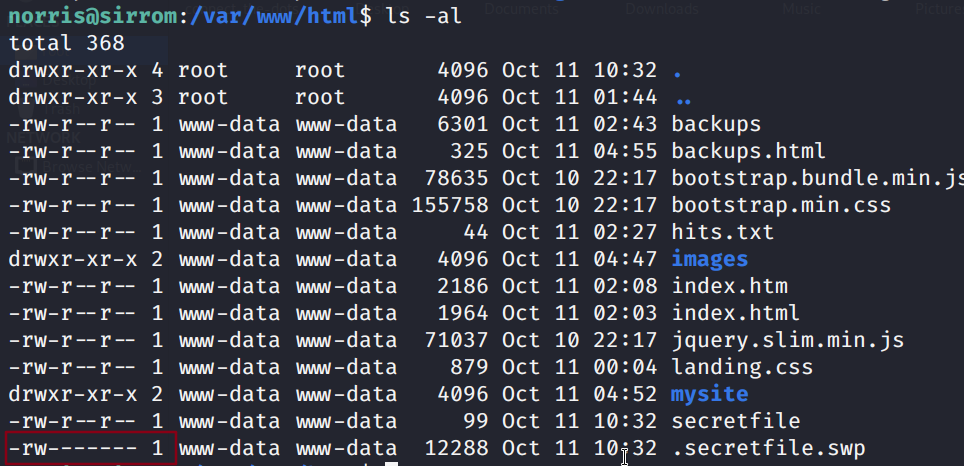 norris@sirrom:/var/www/html$ ls -al
total 368
drwxr-xr-x 4 root     root       4096 Oct 11 10:32 .
drwxr-xr-x 3 root     root       4096 Oct 11 01:44 ..
-rw-r--r-- 1 www-data www-data   6301 Oct 11 02:43 backups
-rw-r--r-- 1 www-data www-data    325 Oct 11 04:55 backups.html
-rw-r--r-- 1 www-data www-data  78635 Oct 10 22:17 bootstrap.bundle.min.js
-rw-r--r-- 1 www-data www-data 155758 Oct 10 22:17 bootstrap.min.css
-rw-r--r-- 1 www-data www-data     44 Oct 11 02:27 hits.txt
drwxr-xr-x 2 www-data www-data   4096 Oct 11 04:47 images
-rw-r--r-- 1 www-data www-data   2186 Oct 11 02:08 index.htm
-rw-r--r-- 1 www-data www-data   1964 Oct 11 02:03 index.html
-rw-r--r-- 1 www-data www-data  71037 Oct 10 22:17 jquery.slim.min.js
-rw-r--r-- 1 www-data www-data    879 Oct 11 00:04 landing.css
drwxr-xr-x 2 www-data www-data   4096 Oct 11 04:52 mysite
-rw-r--r-- 1 www-data www-data     99 Oct 11 10:32 secretfile
-rw------- 1 www-data www-data  12288 Oct 11 10:32 .secretfile.swp